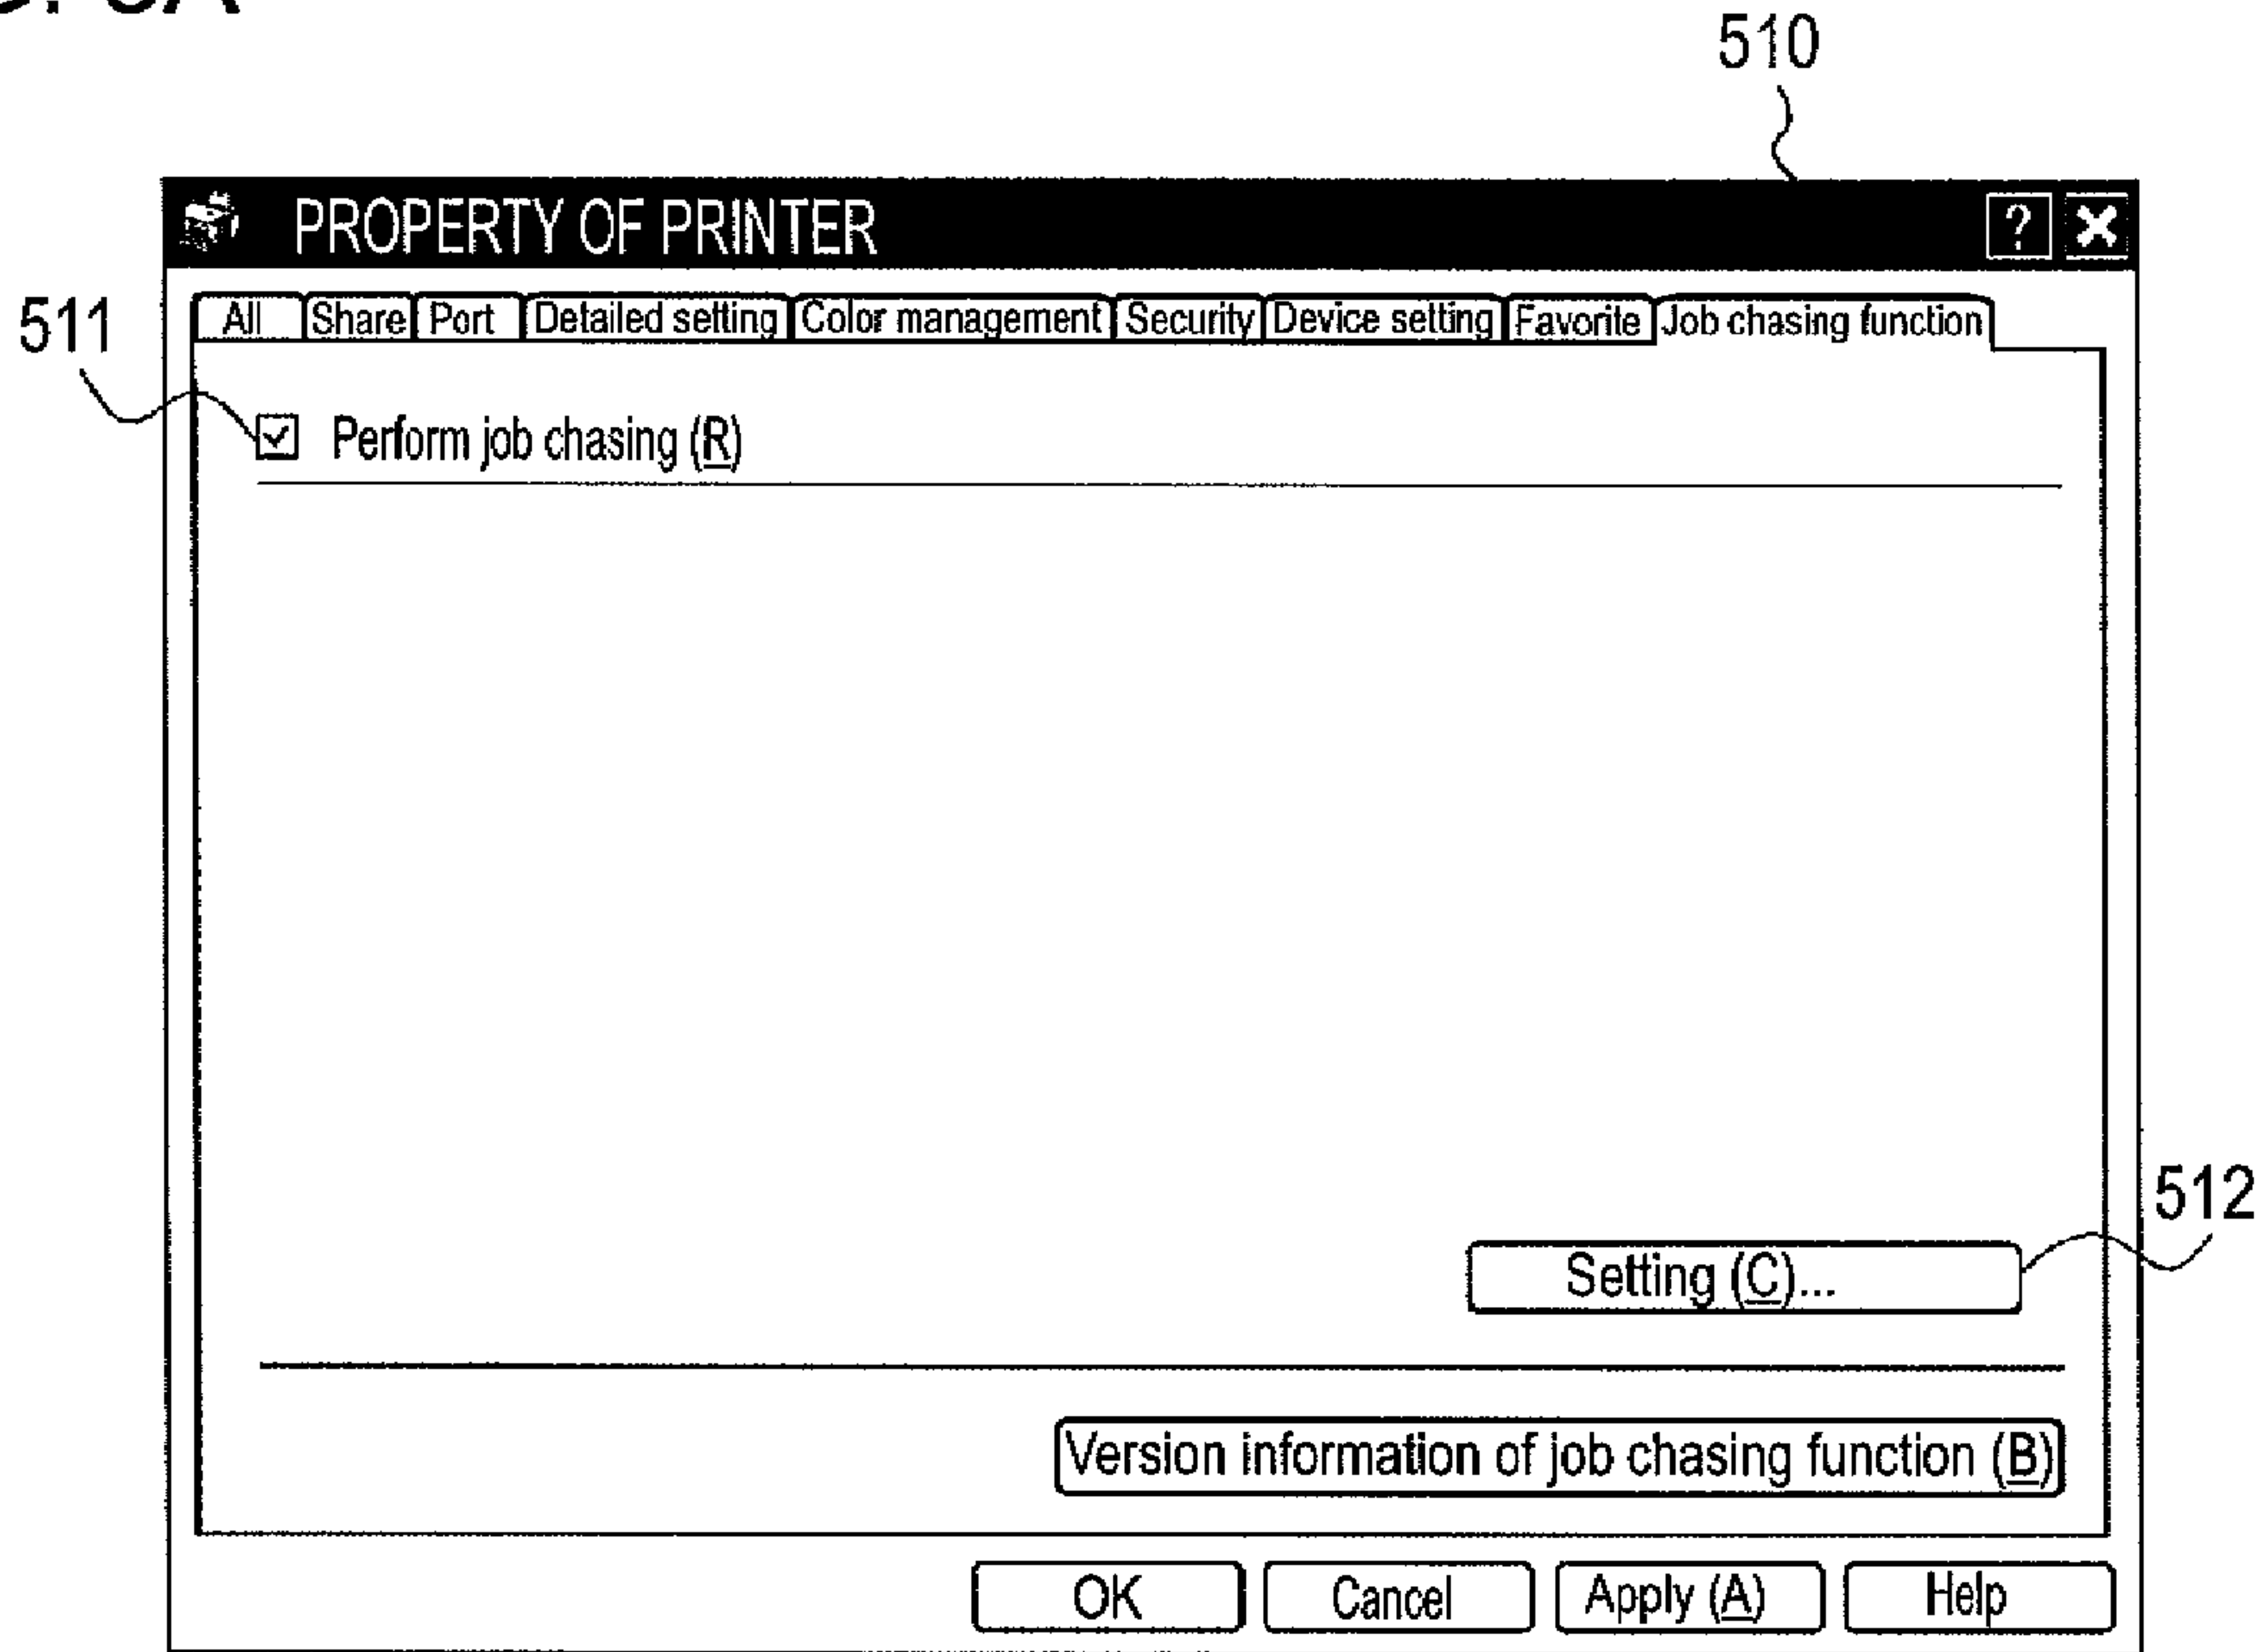 510
PROPERTY OF PRINTER ?
511
All Share Port Detailed setting Color management Security Device setting Favorite Job chasing function
Perform job chasing (R)
512
Setting (C)...
Version information of job chasing function (B)
OK Cancel Apply (A) Help